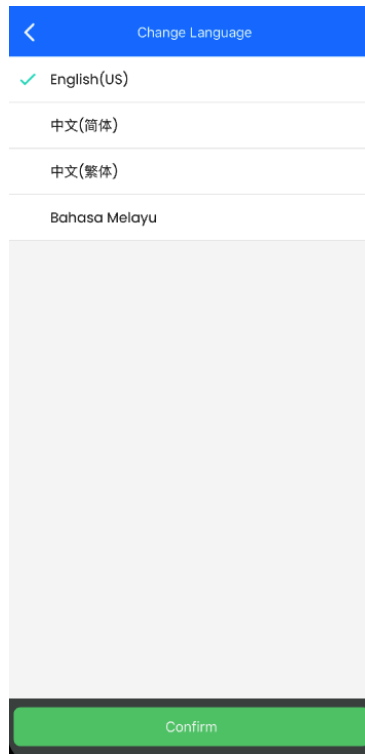 Change Language
English(US)
中文(简体)
中文(繁体)
Bahasa Melayu
Confirm